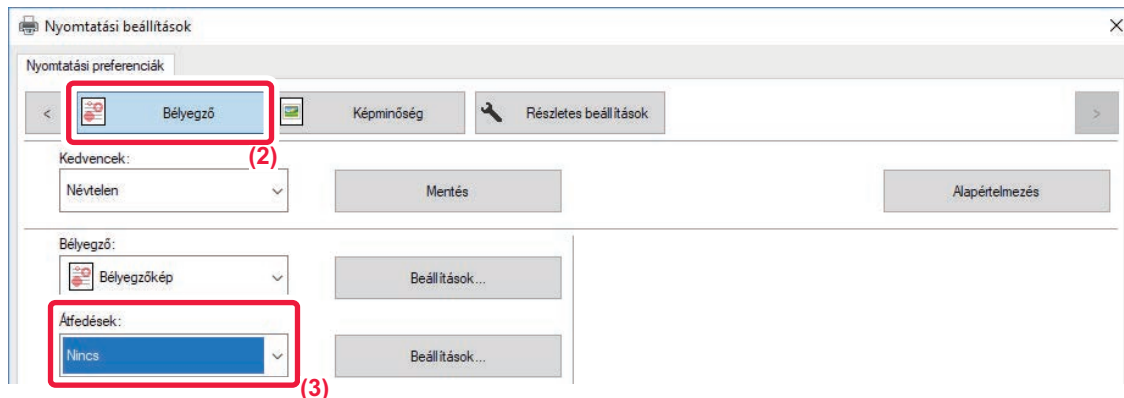 Nyomtatási beállítások
Nyomtatási preferenciák
< Bélyegző Képminőség Részletes beállítások >
(2)
Kedvencek:
Névtelen Mentés Alapértelmezés
Bélyegző:
Bélyegzőkép Beállítások...
Átfedések:
Nincs Beállítások...
(3)